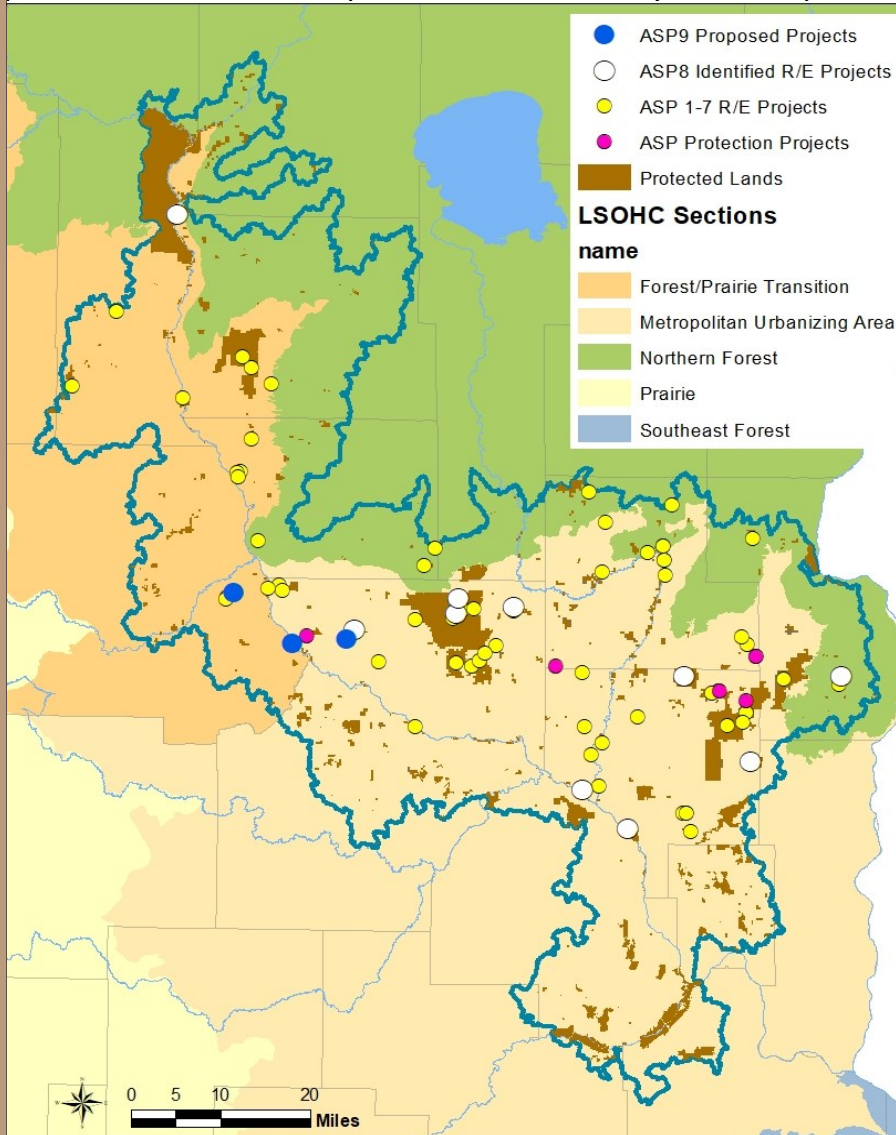 ASP9 Proposed Projects
ASP8 Identified R/E Projects
ASP 1-7 R/E Projects
ASP Protection Projects
Protected Lands
LSOHC Sections
name
Forest/Prairie Transition
Metropolitan Urbanizing Area
Northern Forest
Prairie
Southeast Forest
0 5 10 20
Miles